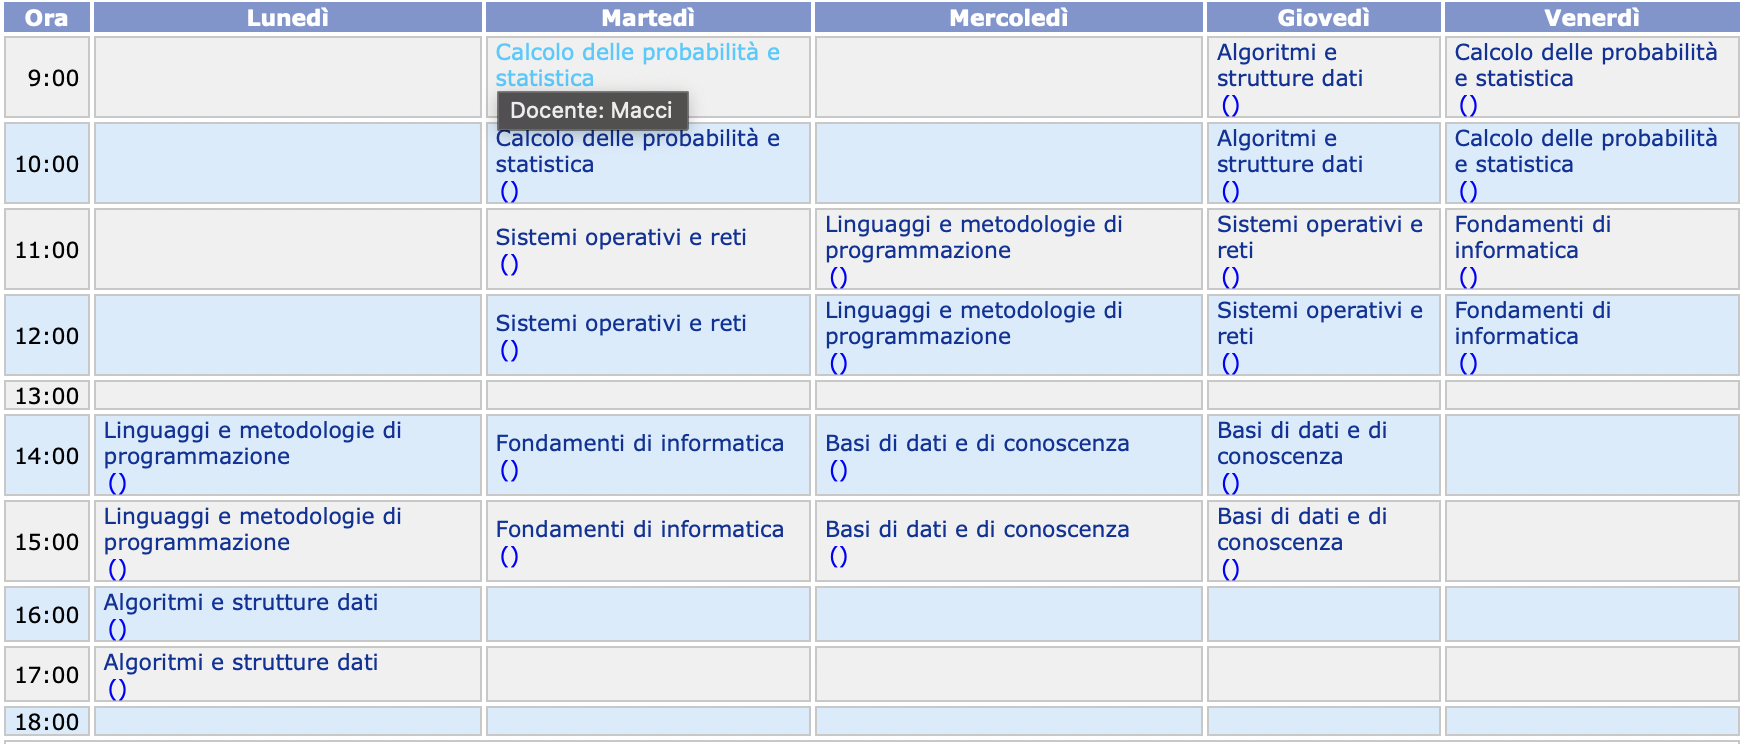 Ora Lunedì Martedì Mercoledì Giovedì Venerdì
9:00
Calcolo delle probabilità e
statistica
Docente: Macci
Algoritmi e
strutture dati
()
Calcolo delle probabilità
e statistica
()
10:00
Calcolo delle probabilità e
statistica
()
Algoritmi e
strutture dati
()
Calcolo delle probabilità
e statistica
()
11:00
Sistemi operativi e reti
()
Linguaggi e metodologie di
programmazione
()
Sistemi operativi e
reti
()
Fondamenti di
informatica
()
12:00
Sistemi operativi e reti
()
Linguaggi e metodologie di
programmazione
()
Sistemi operativi e
reti
()
Fondamenti di
informatica
()
13:00
14:00
Linguaggi e metodologie di
programmazione
()
Fondamenti di informatica
()
Basi di dati e di conoscenza
()
Basi di dati e di
conoscenza
()
15:00
Linguaggi e metodologie di
programmazione
()
Fondamenti di informatica
()
Basi di dati e di conoscenza
()
Basi di dati e di
conoscenza
()
16:00
Algoritmi e strutture dati
()
17:00
Algoritmi e strutture dati
()
18:00